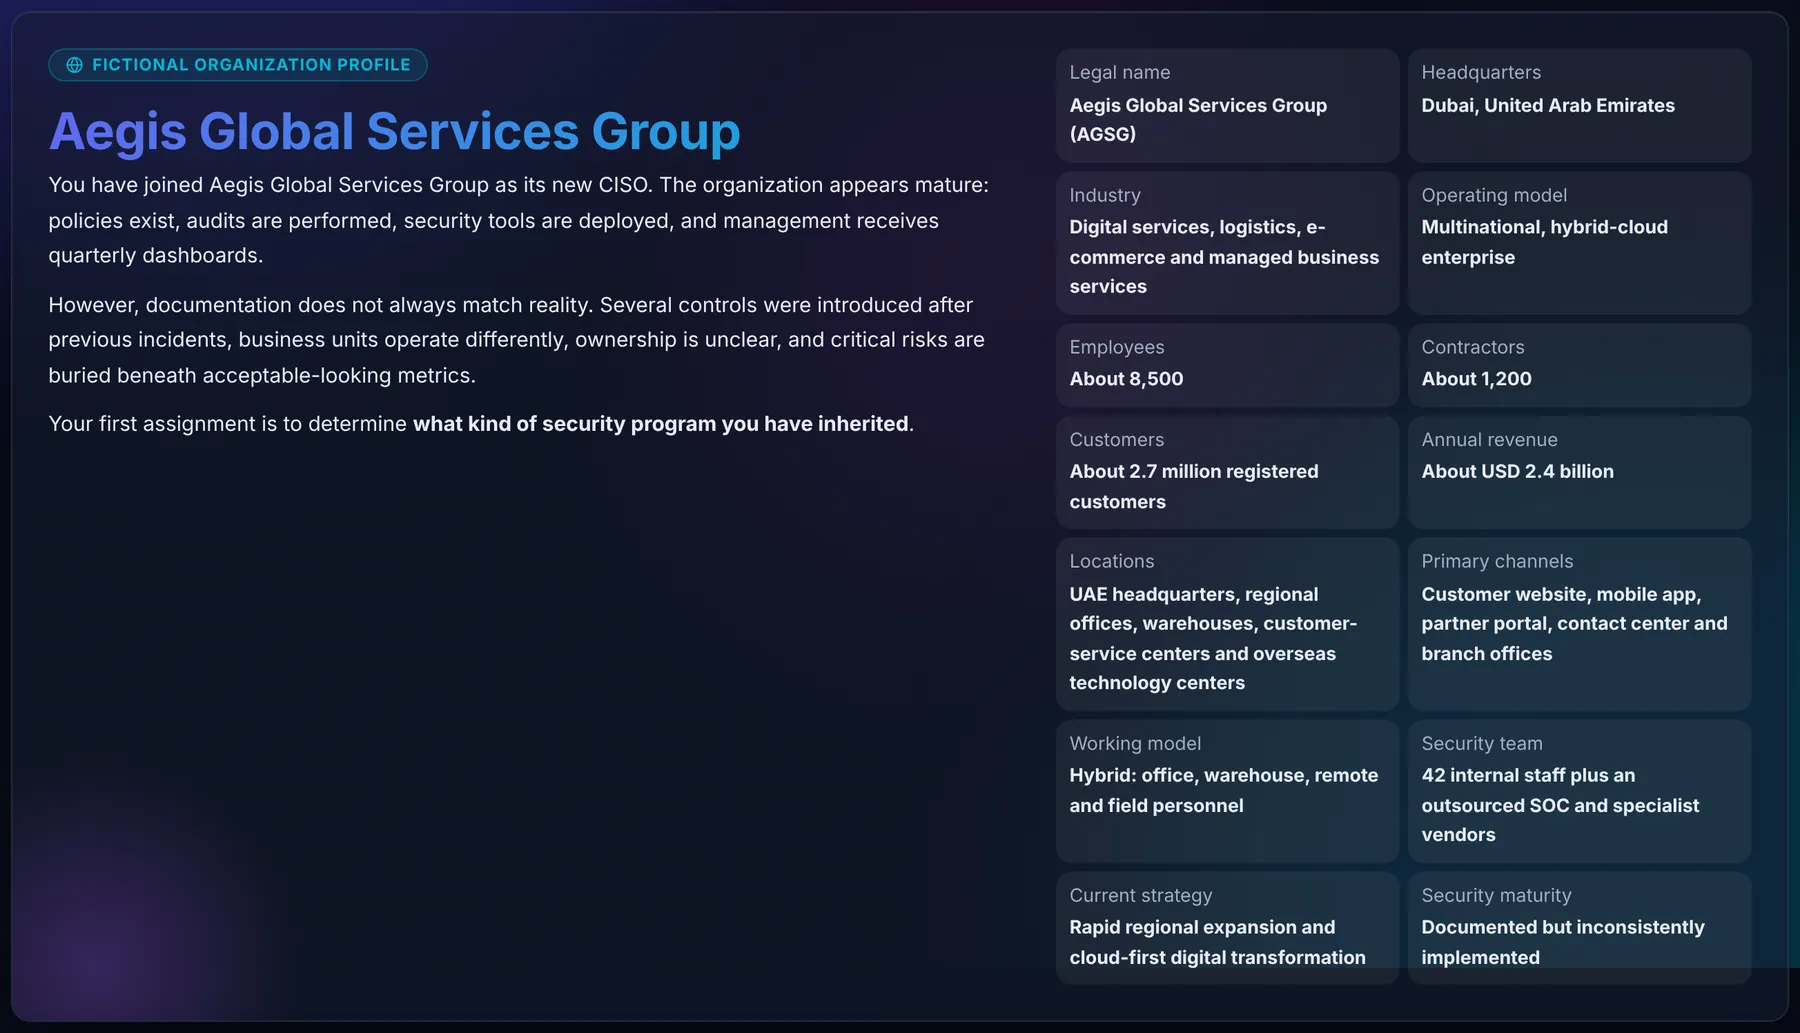 FICTIONAL ORGANIZATION PROFILE
Aegis Global Services Group
You have joined Aegis Global Services Group as its new CISO. The organization appears mature:
policies exist, audits are performed, security tools are deployed, and management receives
quarterly dashboards.
However, documentation does not always match reality. Several controls were introduced after
previous incidents, business units operate differently, ownership is unclear, and critical risks are
buried beneath acceptable-looking metrics.
Your first assignment is to determine what kind of security program you have inherited.
Legal name
Aegis Global Services Group
(AGSG)
Headquarters
Dubai, United Arab Emirates
Industry
Digital services, logistics, e-
commerce and managed business
services
Operating model
Multinational, hybrid-cloud
enterprise
Employees
About 8,500
Contractors
About 1,200
Customers
About 2.7 million registered
customers
Annual revenue
About USD 2.4 billion
Locations
UAE headquarters, regional
offices, warehouses, customer-
service centers and overseas
technology centers
Primary channels
Customer website, mobile app,
partner portal, contact center and
branch offices
Working model
Hybrid: office, warehouse, remote
and field personnel
Security team
42 internal staff plus an
outsourced SOC and specialist
vendors
Current strategy
Rapid regional expansion and
cloud-first digital transformation
Security maturity
Documented but inconsistently
implemented